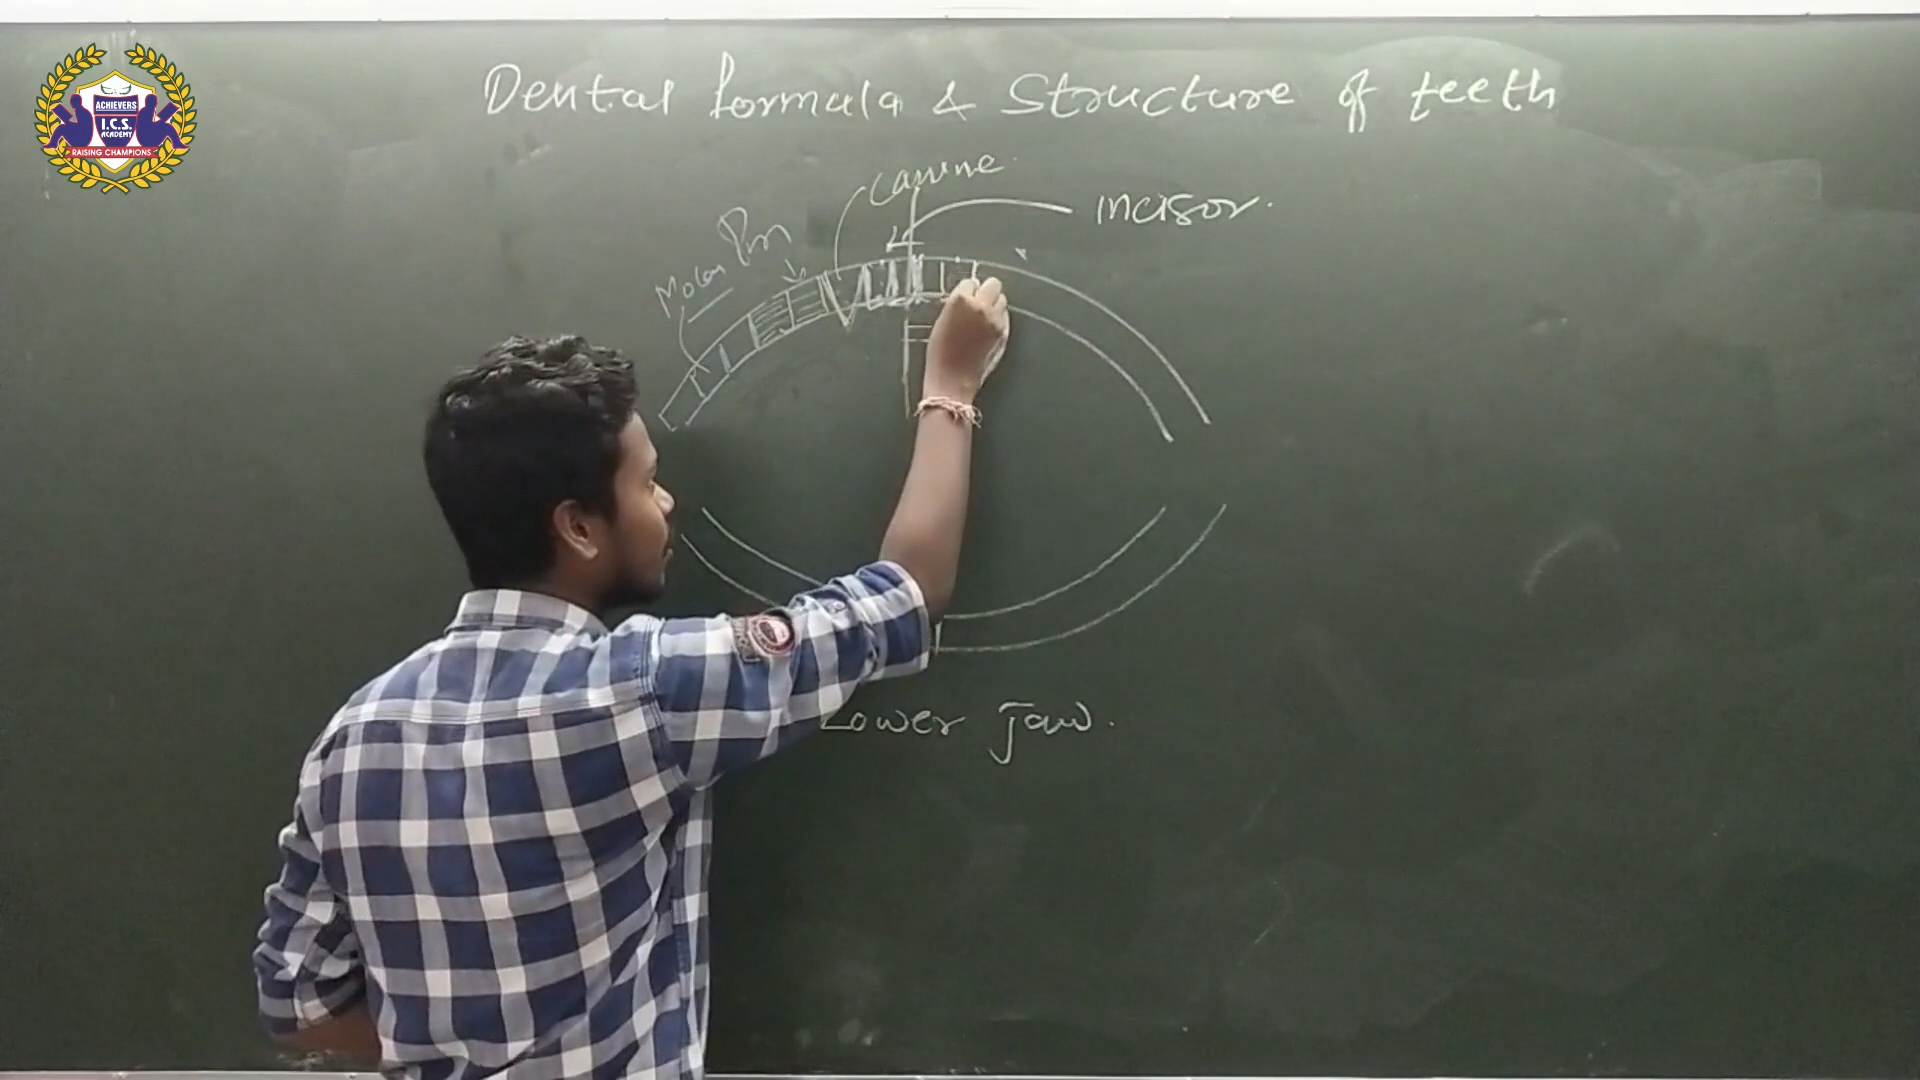 ACHIEVERS
I.C.S.
ACADEMY
RAISING CHAMPIONS
Dental formula & Structure of teeth
Canine
incisor.
Pm
Molar
Lower Jaw.